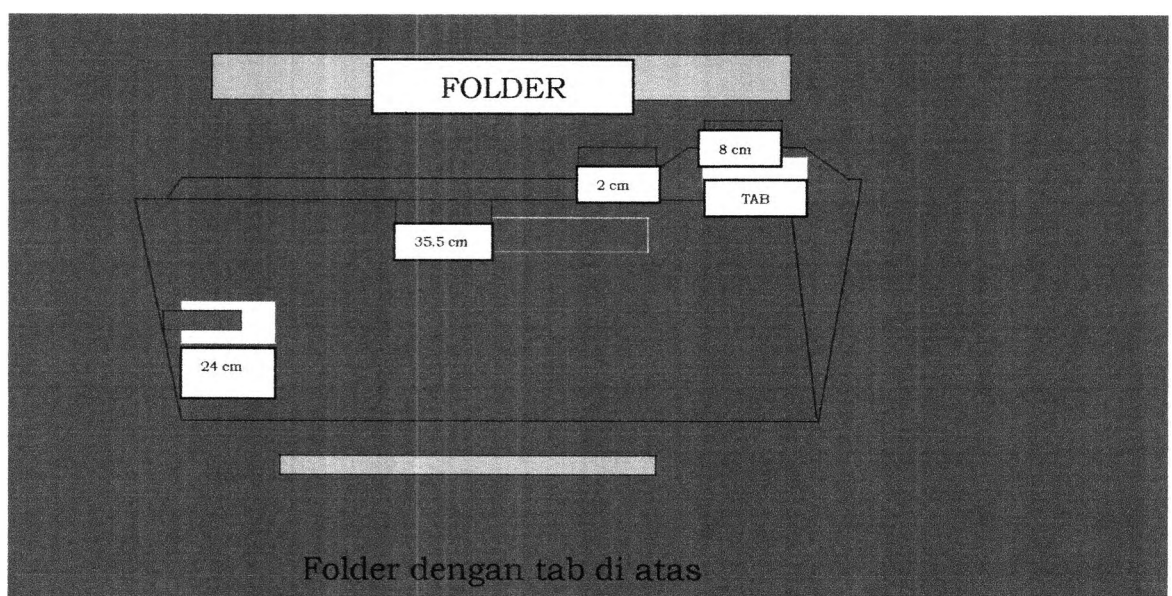 FOLDER
8 cm
2 cm
TAB
35.5 cm
24 cm
Folder dengan tab di atas